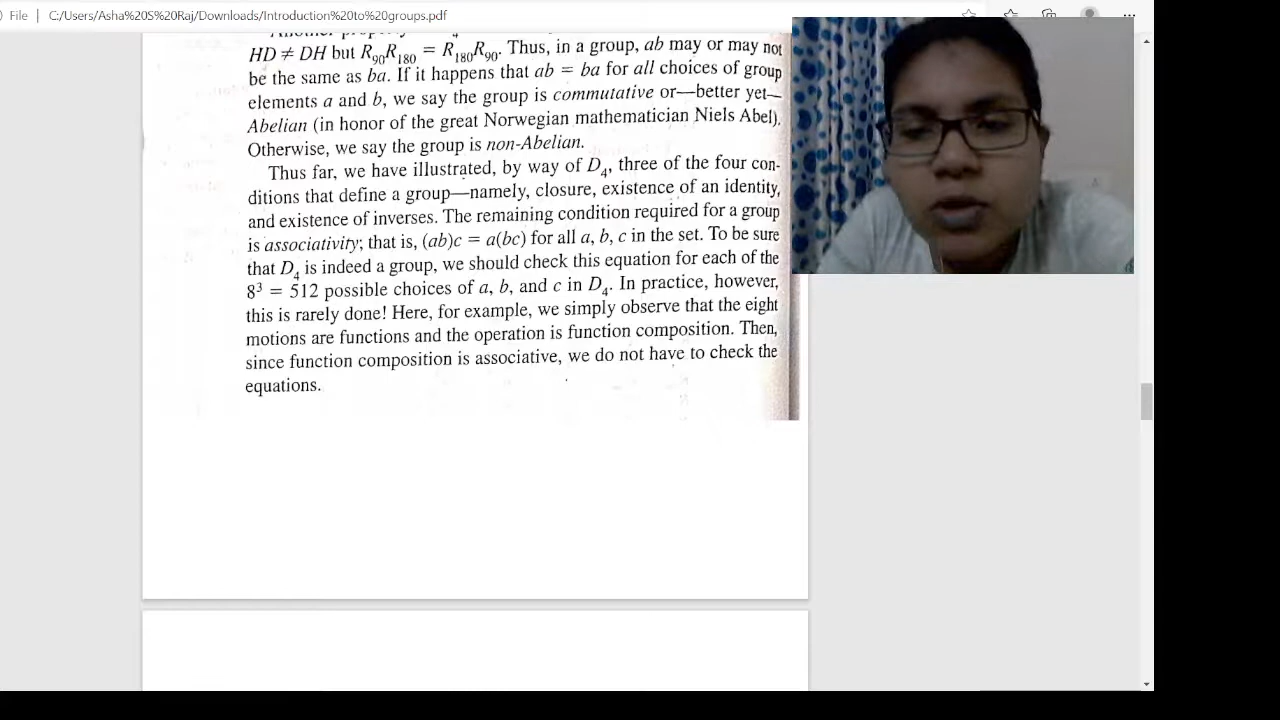 File | C:/Users/Asha%20S%20Raj/Downloads/Introduction%20to%20groups.pdf
HD ≠ DH but R₉₀R₁₈₀ = R₁₈₀R₉₀. Thus, in a group, ab may or may not
be the same as ba. If it happens that ab = ba for all choices of group
elements a and b, we say the group is commutative or—better yet—
Abelian (in honor of the great Norwegian mathematician Niels Abel).
Otherwise, we say the group is non-Abelian.
Thus far, we have illustrated, by way of D₄, three of the four con-
ditions that define a group—namely, closure, existence of an identity,
and existence of inverses. The remaining condition required for a group
is associativity; that is, (ab)c = a(bc) for all a, b, c in the set. To be sure
that D₄ is indeed a group, we should check this equation for each of the
8³ = 512 possible choices of a, b, and c in D₄. In practice, however,
this is rarely done! Here, for example, we simply observe that the eight
motions are functions and the operation is function composition. Then,
since function composition is associative, we do not have to check the
equations.